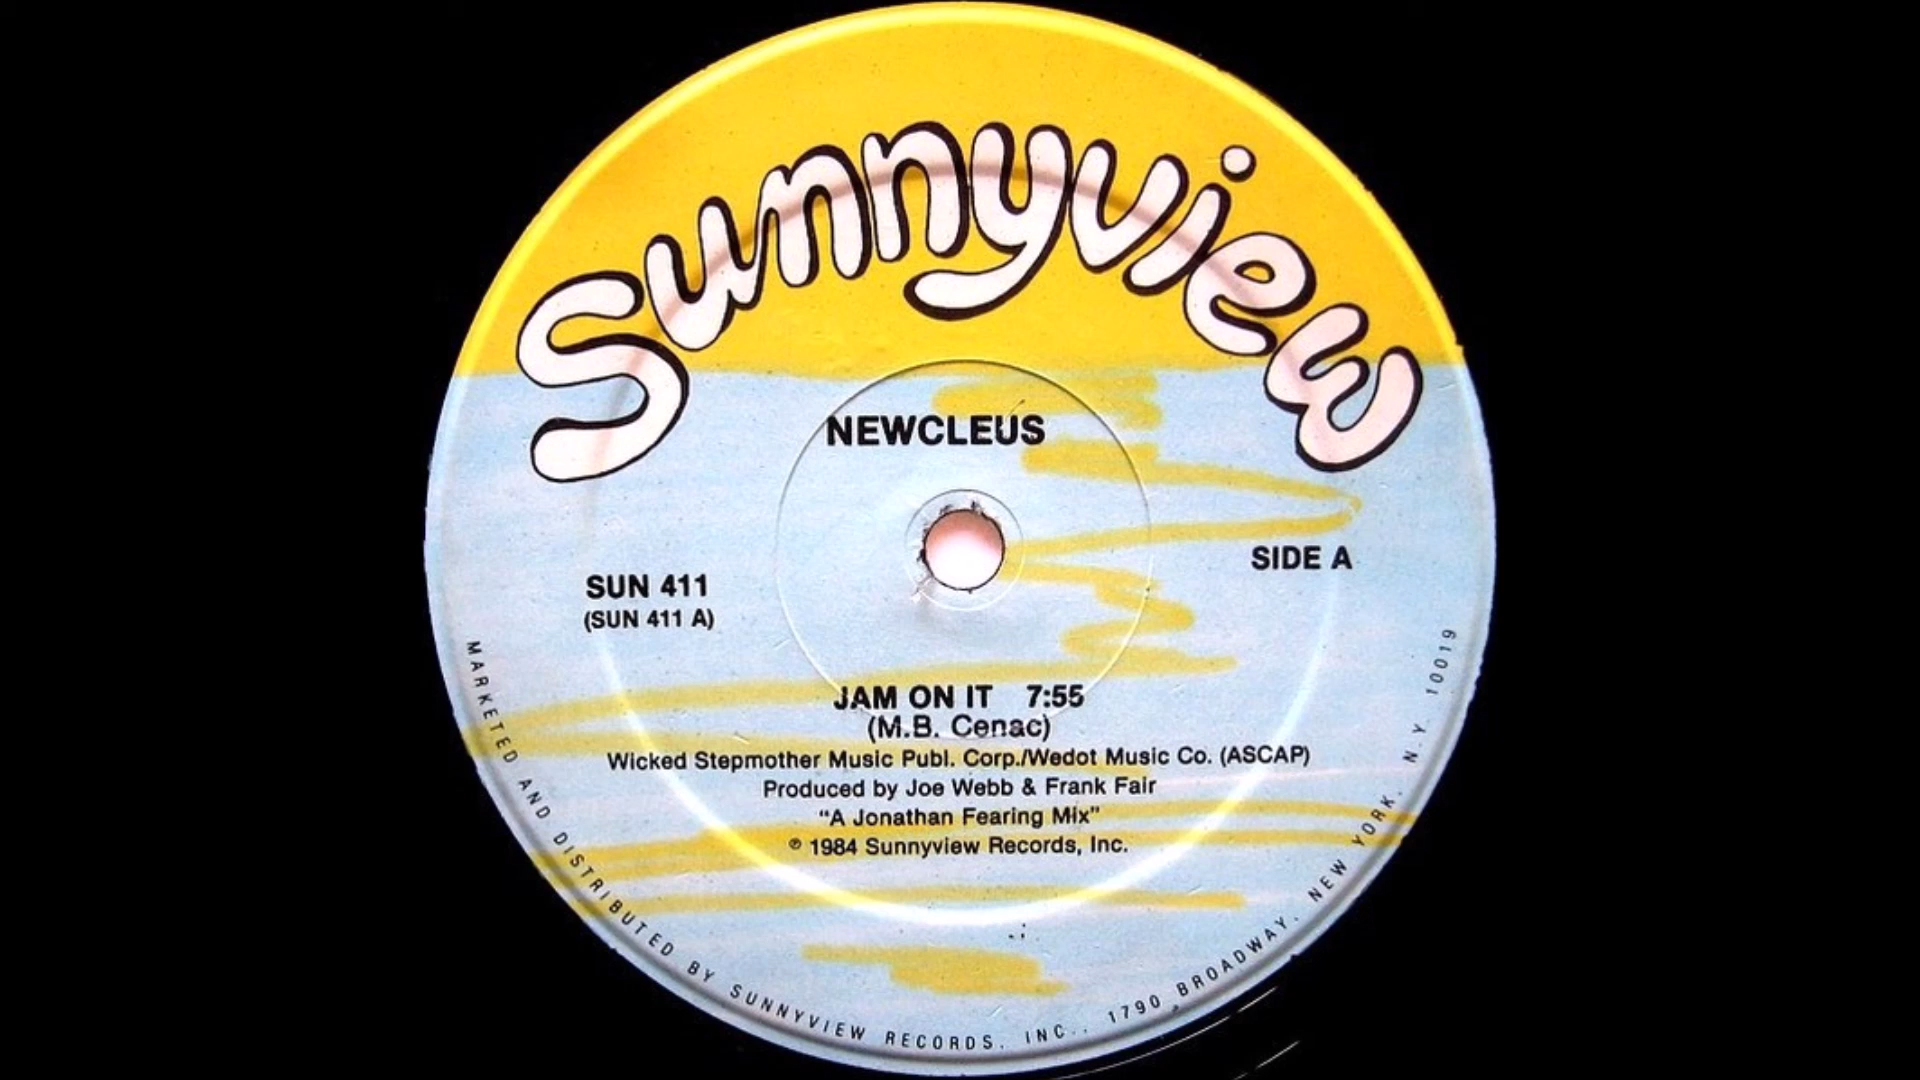 Sunnyview
NEWCLEUS
SIDE A
SUN 411
(SUN 411 A)
JAM ON IT 7:55
(M.B. Cenac)
Wicked Stepmother Music Publ. Corp./Wedot Music Co. (ASCAP)
Produced by Joe Webb & Frank Fair
"A Jonathan Fearing Mix"
℗ 1984 Sunnyview Records, Inc.
MARKETED AND DISTRIBUTED BY SUNNYVIEW RECORDS, INC., 1790 BROADWAY, NEW YORK, N.Y. 10019